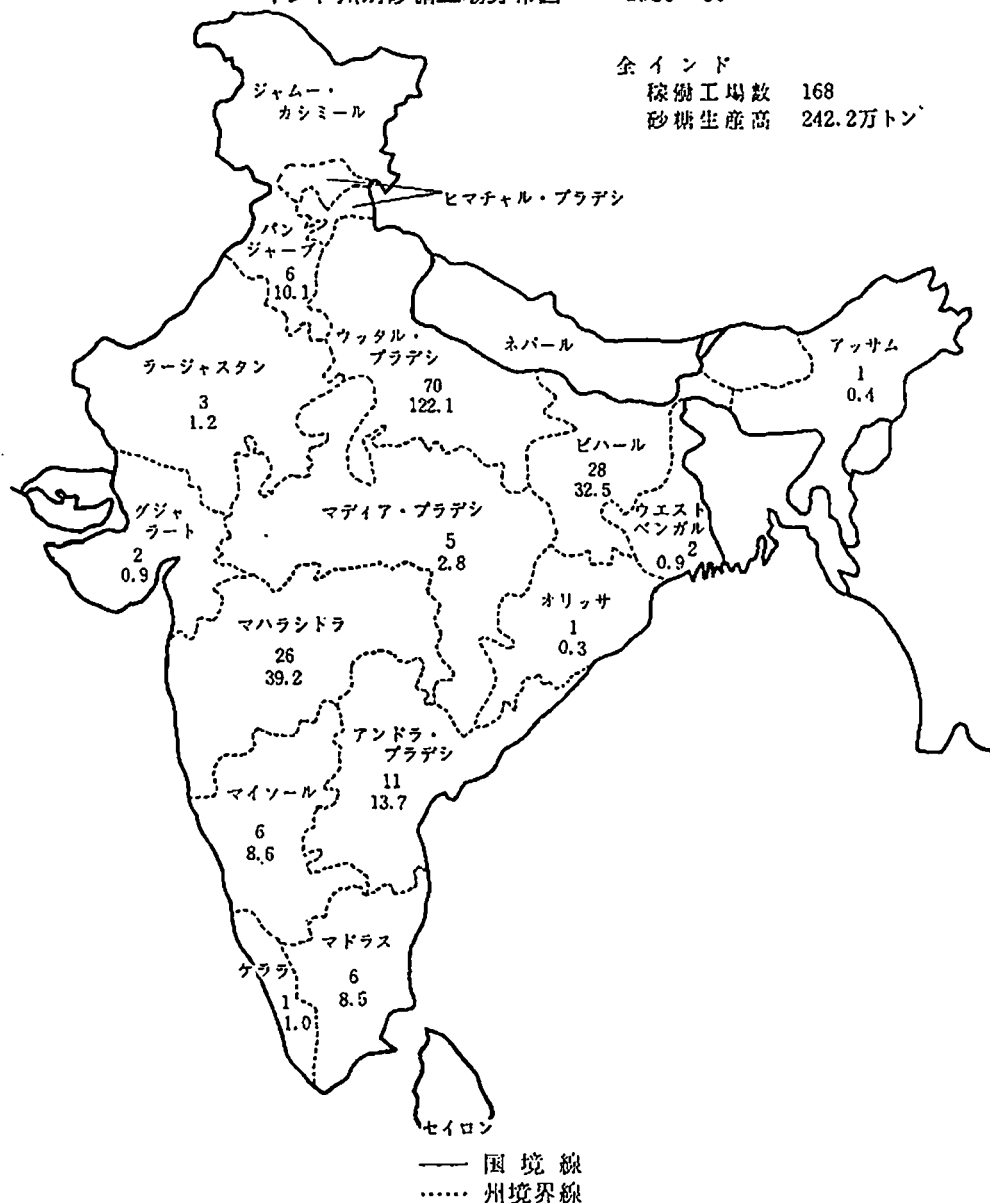 全インド
稼働工場数 168
砂糖生産高 242.2万トン
ジャムー・
カシミール
ヒマチャル・プラデシ
パン
ジャーブ
6
10.1
ウッタル・
プラデシ
70
122.1
ネパール
アッサム
1
0.4
ラージャスタン
3
1.2
ビハール
28
32.5
ウエスト
ベンガル
2
0.9
グジャ
ラート
2
0.9
マディア・プラデシ
5
2.8
オリッサ
1
0.3
マハラシドラ
26
39.2
アンドラ・
プラデシ
11
13.7
マイソール
6
8.6
マドラス
6
8.5
ケララ
1
1.0
セイロン
国境線
州境界線